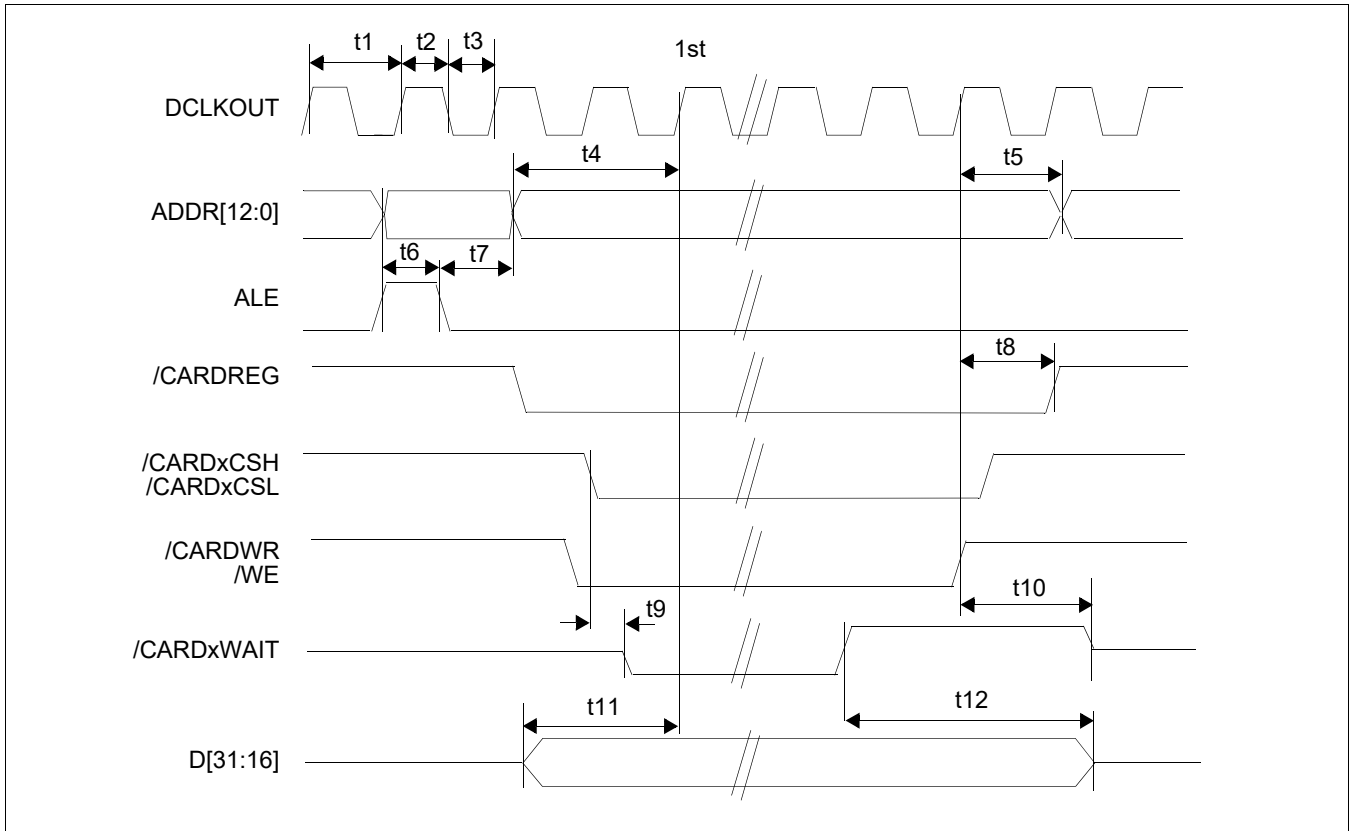 t1
t2
t3
1st
DCLKOUT
t4
t5
ADDR[12:0]
t6
t7
ALE
t8
/CARDREG
/CARDxCSH
/CARDxCSL
/CARDWR
/WE
t10
t9
/CARDxWAIT
t11
t12
D[31:16]